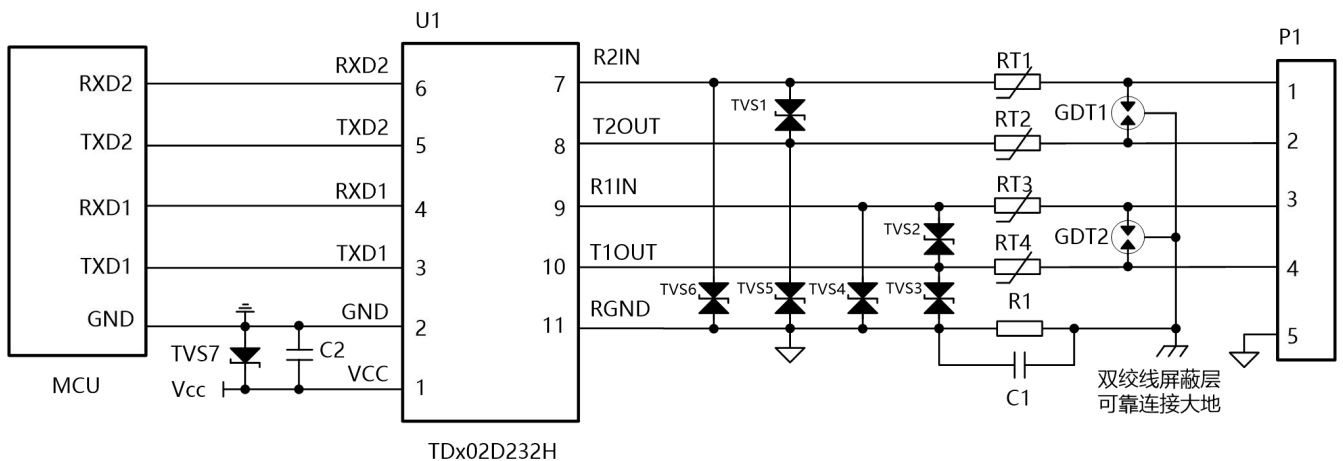 U1
P1
RXD2
RXD2
6
7
R2IN
RT1
1
TVS1
GDT1
TXD2
TXD2
5
8
T2OUT
RT2
2
RXD1
RXD1
4
9
R1IN
RT3
3
TVS2
GDT2
TXD1
TXD1
3
10
T1OUT
RT4
4
TVS6
TVS5
TVS4
TVS3
GND
GND
2
11
RGND
R1
5
TVS7
C2
Vcc
VCC
1
C1
MCU
双绞线屏蔽层
可靠连接大地
TDx02D232H